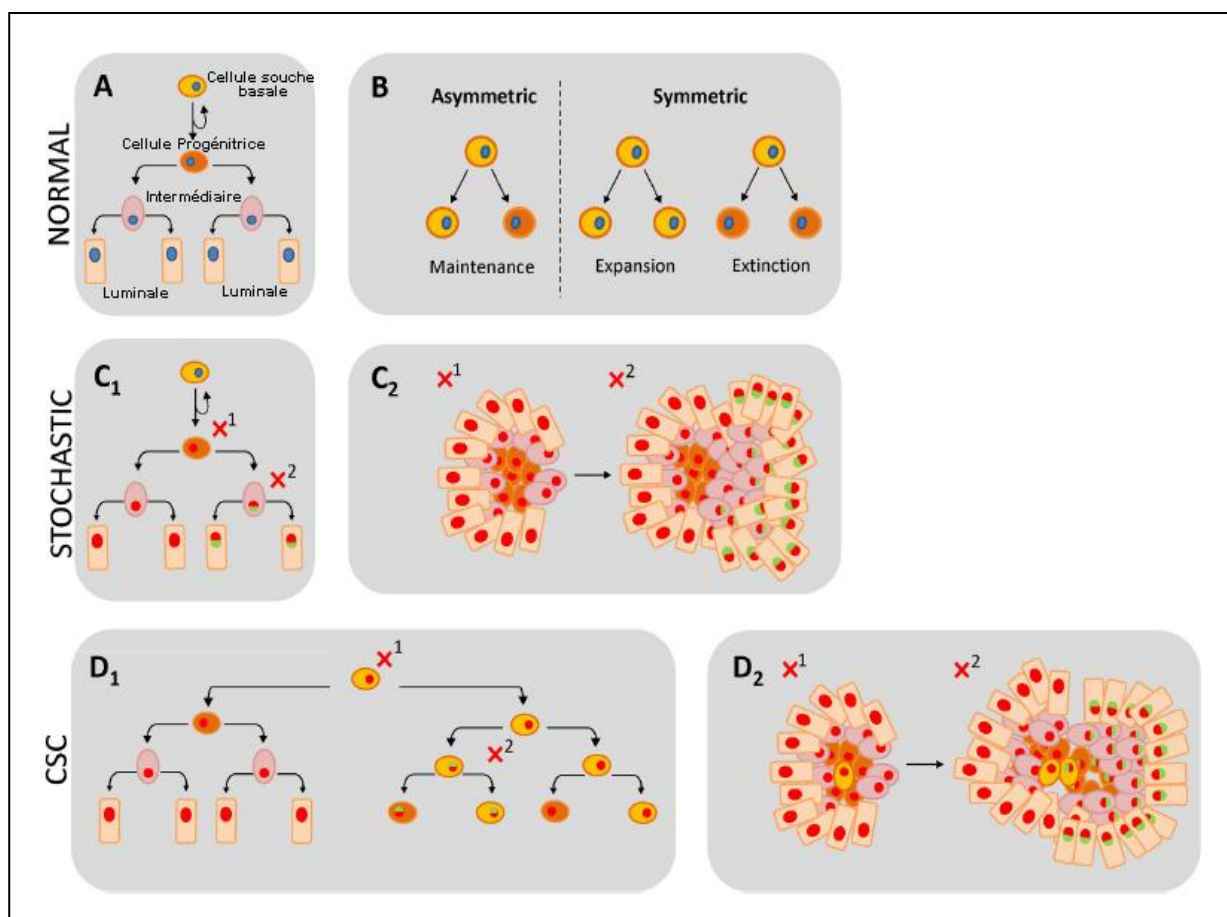 NORMAL
A
Cellule souche
basale
Cellule Progénitrice
Intermédiaire
Luminale
Luminale
B
Asymmetric
Symmetric
Maintenance
Expansion
Extinction
STOCHASTIC
C1
×1
×2
C2
×1
×2
CSC
D1
×1
×2
D2
×1
×2